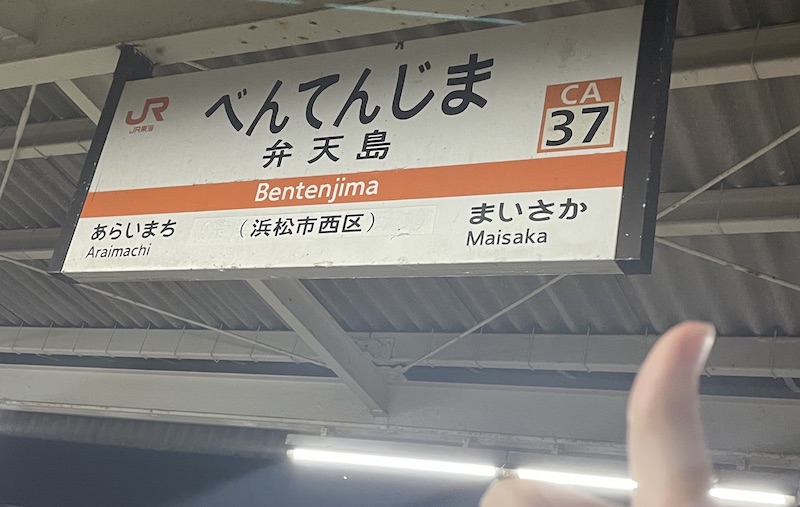 JR
JR東海
べんてんじま
弁天島
CA
37
Bentenjima
あらいまち
Araimachi
(浜松市西区)
まいさか
Maisaka